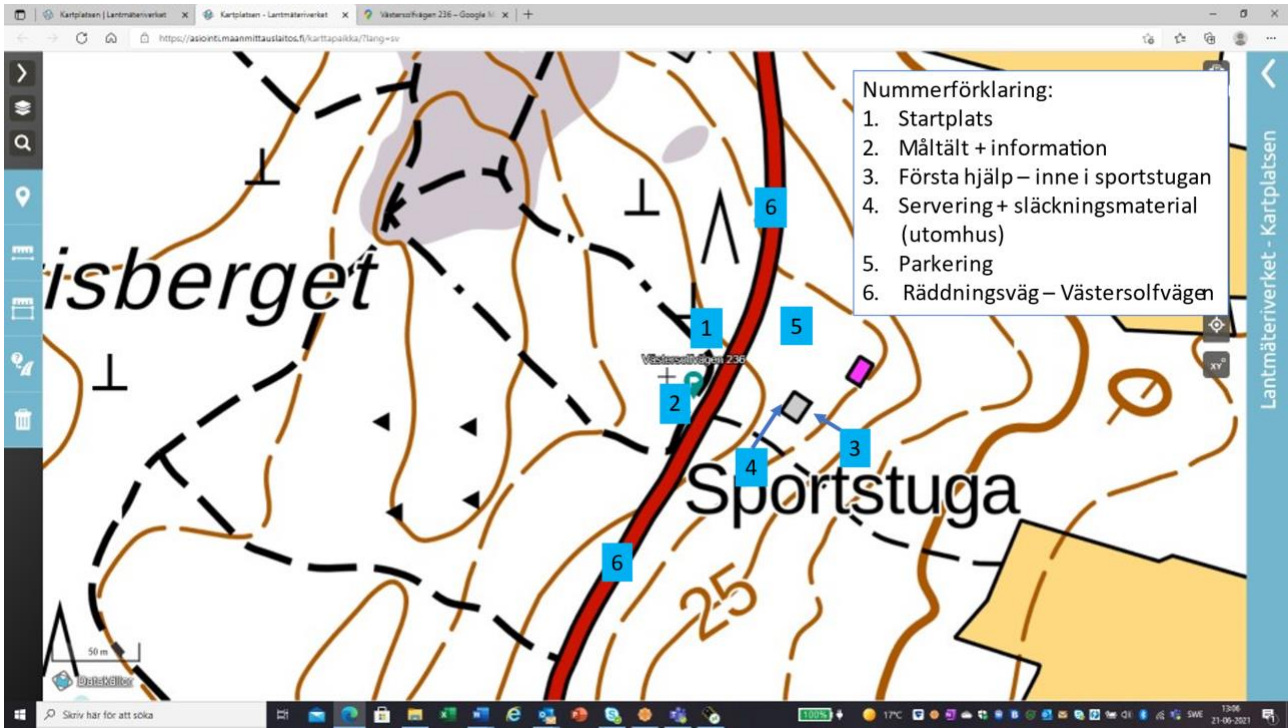 Kartplatsen | Lantmäteriverket
Kartplatsen - Lantmäteriverket
Västersolfvägen 236 – Google M
https://asiointi.maanmittauslaitos.fi/karttapaikka/?lang=sv
Nummerförklaring:
1. Startplats
2. Måltält + information
3. Första hjälp – inne i sportstugan
4. Servering + släckningsmaterial
(utomhus)
5. Parkering
6. Räddningsväg – Västersolfvägen
Lantmäteriverket - Kartplatsen
6
isberget
1
5
Västersolfvägen 236
2
4
3
Sportstuga
6
25
50 m
Datakällor
XY
Skriv här för att söka
100%
17°C
SWE
13:06
21-06-2021